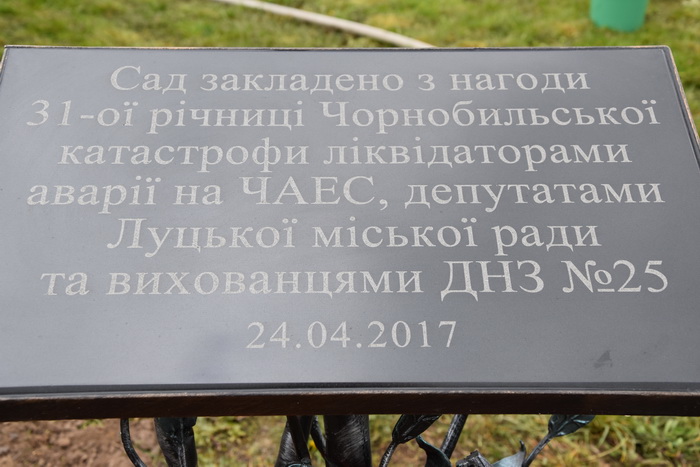 Сад закладено з нагоди
31-ої річниці Чорнобильської
катастрофи ліквідаторами
аварії на ЧАЕС, депутатами
Луцької міської ради
та вихованцями ДНЗ №25
24.04.2017